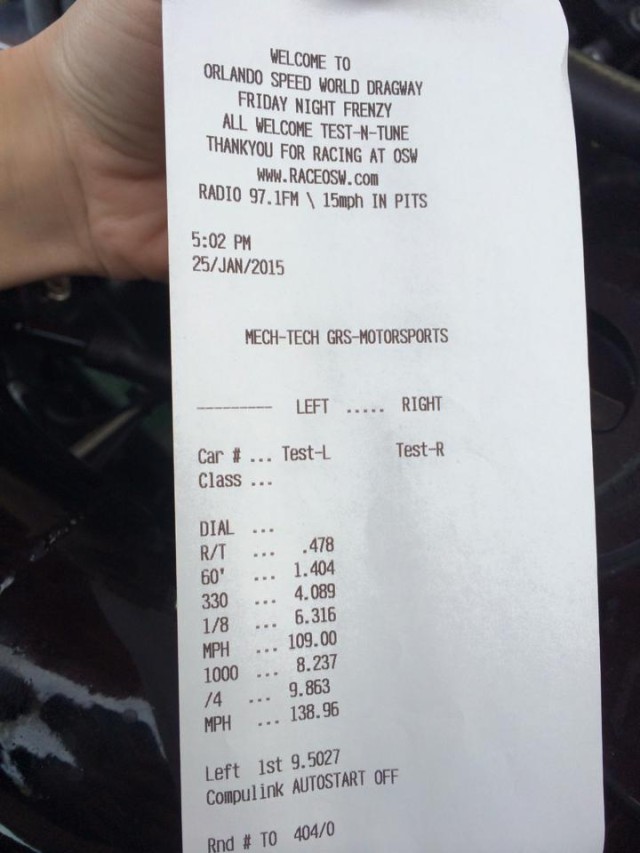 WELCOME TO
ORLANDO SPEED WORLD DRAGWAY
FRIDAY NIGHT FRENZY
ALL WELCOME TEST-N-TUNE
THANKYOU FOR RACING AT OSW
WWW.RACEOSW.com
RADIO 97.1FM \ 15mph IN PITS
5:02 PM
25/JAN/2015
MECH-TECH GRS-MOTORSPORTS
---------- LEFT ..... RIGHT
Car # ... Test-L Test-R
Class ...
DIAL ...
R/T ... .478
60' ... 1.404
330 ... 4.089
1/8 ... 6.316
MPH ... 109.00
1000 ... 8.237
/4 ... 9.863
MPH ... 138.96
Left 1st 9.5027
Compulink AUTOSTART OFF
Rnd # TO 404/0